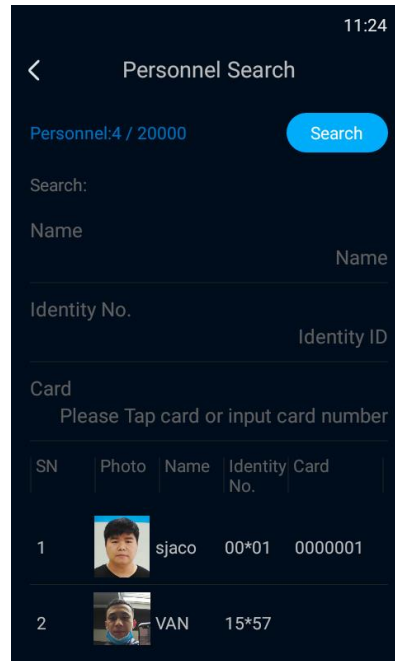 11:24
Personnel Search
Personnel:4 / 20000
Search
Search:
Name
Name
Identity No.
Identity ID
Card
Please Tap card or input card number
SN Photo Name Identity No. Card
1 sjaco 00*01 0000001
2 VAN 15*57